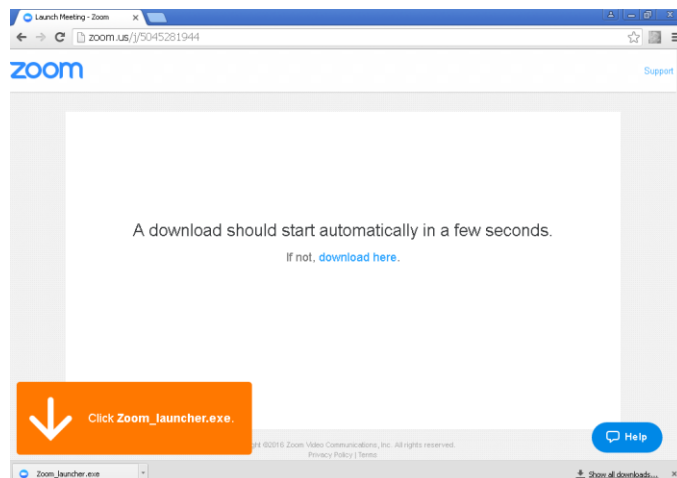 Launch Meeting - Zoom
zoom.us/j/5045281944
zoom
Support
A download should start automatically in a few seconds.
If not, download here.
Click Zoom_launcher.exe.
©2016 Zoom Video Communications, Inc. All rights reserved.
Privacy Policy | Terms
Help
Zoom_launcher.exe
Show all downloads...